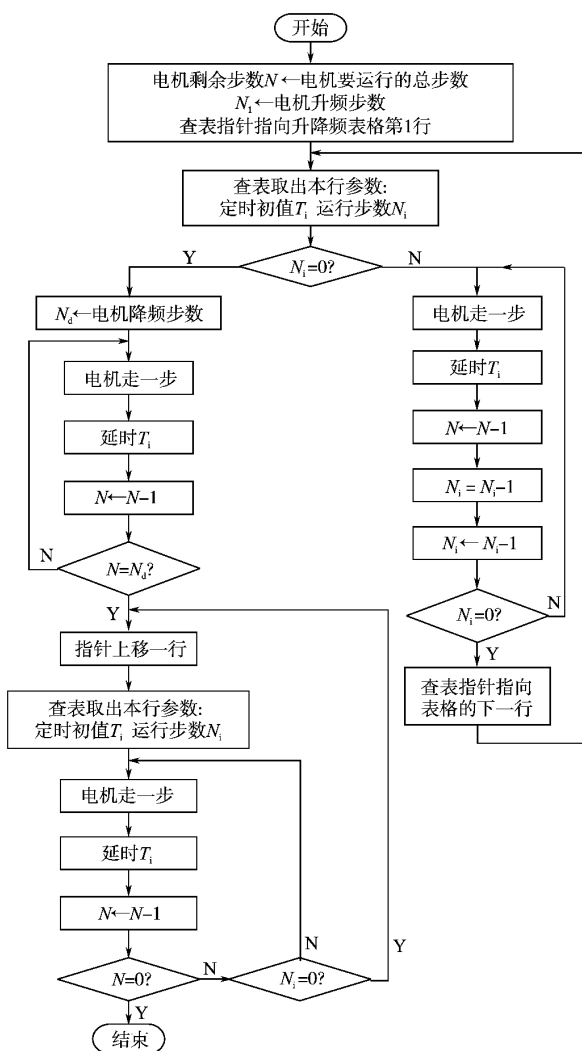 开始
电机剩余步数N←电机要运行的总步数
N₁←电机升频步数
查表指针指向升降频表格第1行
查表取出本行参数:
定时初值Tᵢ 运行步数Nᵢ
Nᵢ=0?
Y
N
N_d←电机降频步数
电机走一步
延时Tᵢ
N←N−1
N=N_d?
N
Y
指针上移一行
查表取出本行参数:
定时初值Tᵢ 运行步数Nᵢ
电机走一步
延时Tᵢ
N←N−1
N=0?
N
Y
Nᵢ=0?
N
Y
结束
电机走一步
延时Tᵢ
N←N−1
Nᵢ=Nᵢ−1
Nᵢ←Nᵢ−1
Nᵢ=0?
N
Y
查表指针指向
表格的下一行